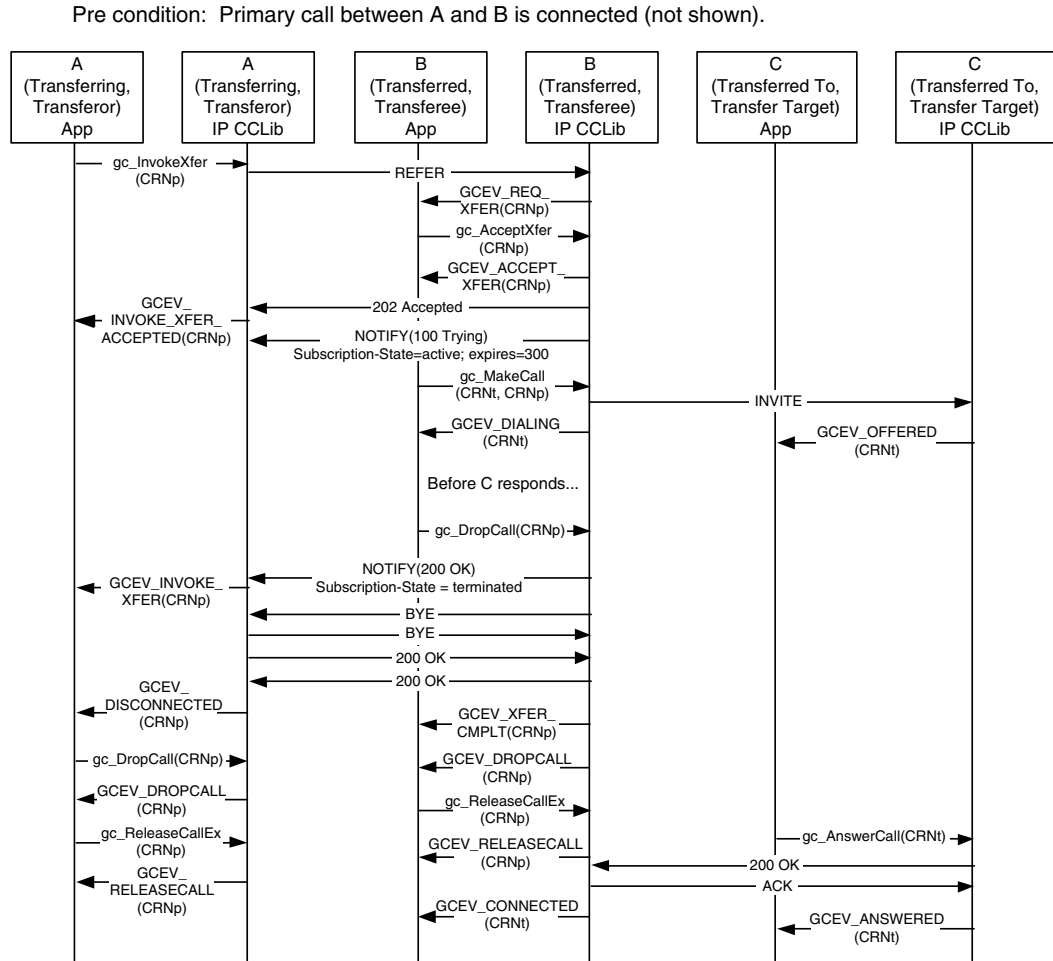 Pre condition:  Primary call between A and B is connected (not shown).
A
(Transferring,
Transferor)
App
A
(Transferring,
Transferor)
IP CCLib
B
(Transferred,
Transferee)
App
B
(Transferred,
Transferee)
IP CCLib
C
(Transferred To,
Transfer Target)
App
C
(Transferred To,
Transfer Target)
IP CCLib
gc_InvokeXfer
(CRNp)
REFER
GCEV_REQ_
XFER(CRNp)
gc_AcceptXfer
(CRNp)
GCEV_ACCEPT_
XFER(CRNp)
202 Accepted
GCEV_
INVOKE_XFER_
ACCEPTED(CRNp)
NOTIFY(100 Trying)
Subscription-State=active; expires=300
gc_MakeCall
(CRNt, CRNp)
INVITE
GCEV_DIALING
(CRNt)
GCEV_OFFERED
(CRNt)
Before C responds...
gc_DropCall(CRNp)
NOTIFY(200 OK)
Subscription-State = terminated
GCEV_INVOKE_
XFER(CRNp)
BYE
BYE
200 OK
200 OK
GCEV_
DISCONNECTED
(CRNp)
GCEV_XFER_
CMPLT(CRNp)
gc_DropCall(CRNp)
GCEV_DROPCALL
(CRNp)
GCEV_DROPCALL
(CRNp)
gc_ReleaseCallEx
(CRNp)
gc_ReleaseCallEx
(CRNp)
gc_AnswerCall(CRNt)
GCEV_RELEASECALL
(CRNp)
200 OK
GCEV_
RELEASECALL
(CRNp)
ACK
GCEV_CONNECTED
(CRNt)
GCEV_ANSWERED
(CRNt)